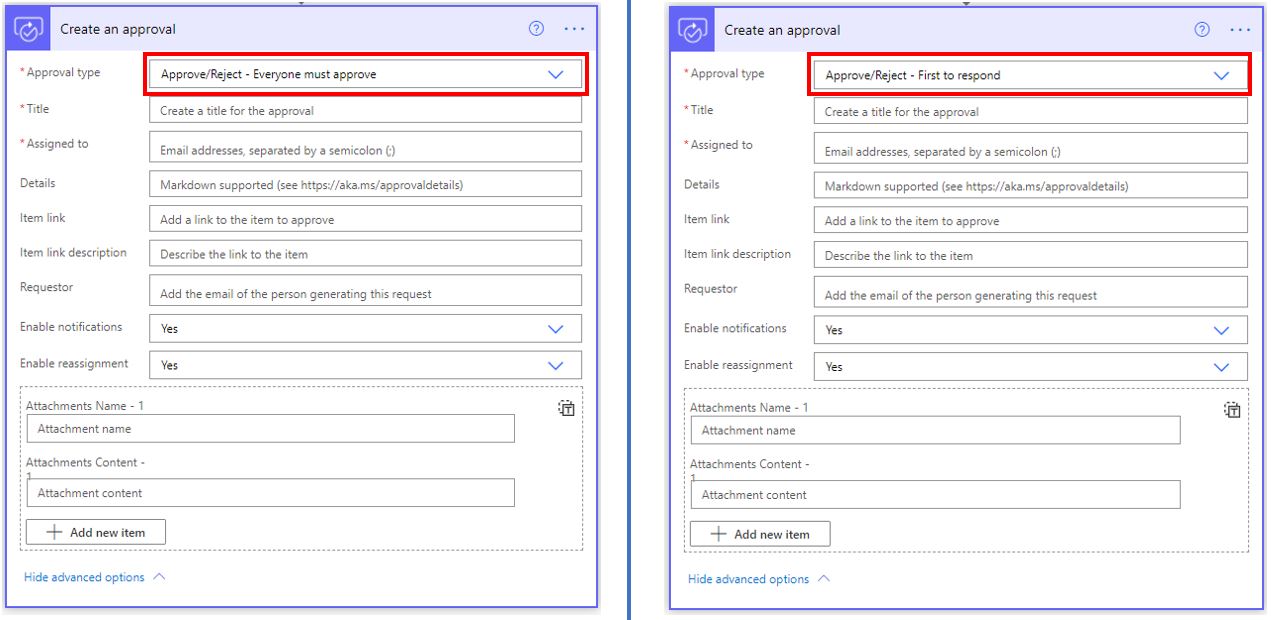 Create an approval
* Approval type
Approve/Reject - Everyone must approve
* Title
Create a title for the approval
* Assigned to
Email addresses, separated by a semicolon (;)
Details
Markdown supported (see https://aka.ms/approvaldetails)
Item link
Add a link to the item to approve
Item link description
Describe the link to the item
Requestor
Add the email of the person generating this request
Enable notifications
Yes
Enable reassignment
Yes
Attachments Name - 1
Attachment name
Attachments Content -
1
Attachment content
Add new item
Hide advanced options
Create an approval
* Approval type
Approve/Reject - First to respond
* Title
Create a title for the approval
* Assigned to
Email addresses, separated by a semicolon (;)
Details
Markdown supported (see https://aka.ms/approvaldetails)
Item link
Add a link to the item to approve
Item link description
Describe the link to the item
Requestor
Add the email of the person generating this request
Enable notifications
Yes
Enable reassignment
Yes
Attachments Name - 1
Attachment name
Attachments Content -
1
Attachment content
Add new item
Hide advanced options